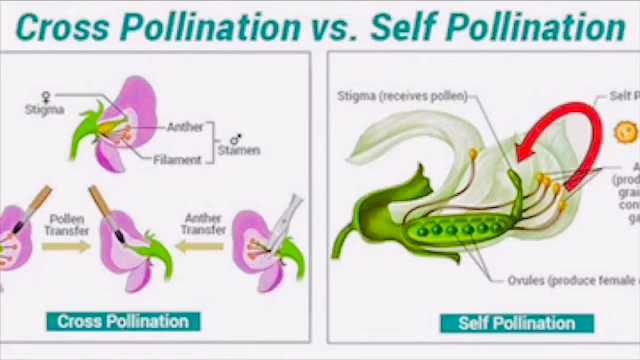 Cross Pollination vs. Self Pollination
♀
Stigma
Anther
Filament
♂
Stamen
Pollen
Transfer
Anther
Transfer
Cross Pollination
Stigma (receives pollen)
Self
Ovules (produce female
Self Pollination